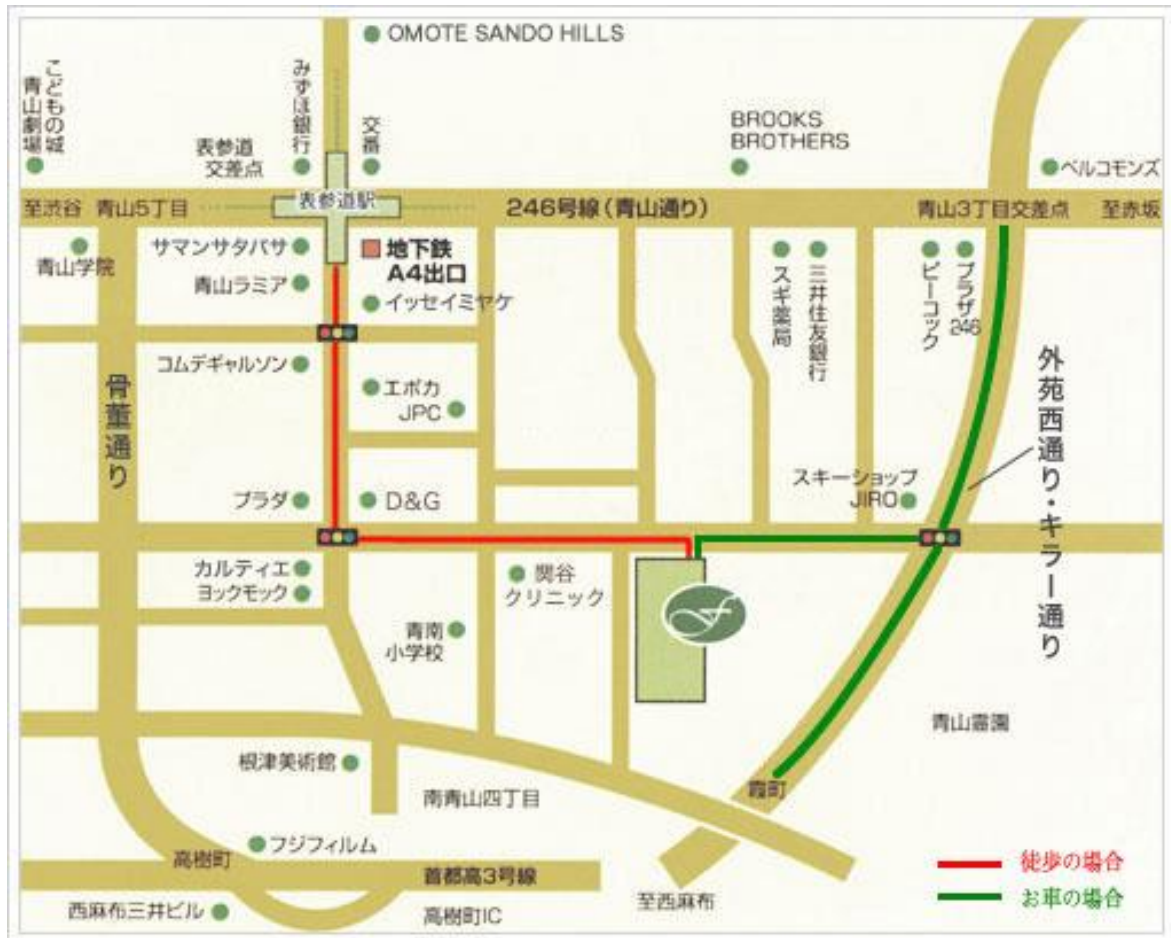 OMOTE SANDO HILLS
こどもの城
青山劇場
みずほ銀行
交番
表参道
交差点
BROOKS
BROTHERS
ベルコモンズ
至渋谷
青山5丁目
表参道駅
246号線(青山通り)
青山3丁目交差点
至赤坂
青山学院
サマンサタバサ
青山ラミア
地下鉄
A4出口
イッセイミヤケ
スギ薬局
三井住友銀行
ピーコック
プラザ
246
コムデギャルソン
エポカ
JPC
骨董通り
外苑西通り・キラー通り
プラダ
D&G
スキーショップ
JIRO
カルティエ
ヨックモック
関谷
クリニック
青南
小学校
青山霊園
根津美術館
南青山四丁目
霞町
フジフィルム
高樹町
首都高3号線
西麻布三井ビル
高樹町IC
至西麻布
徒歩の場合
お車の場合